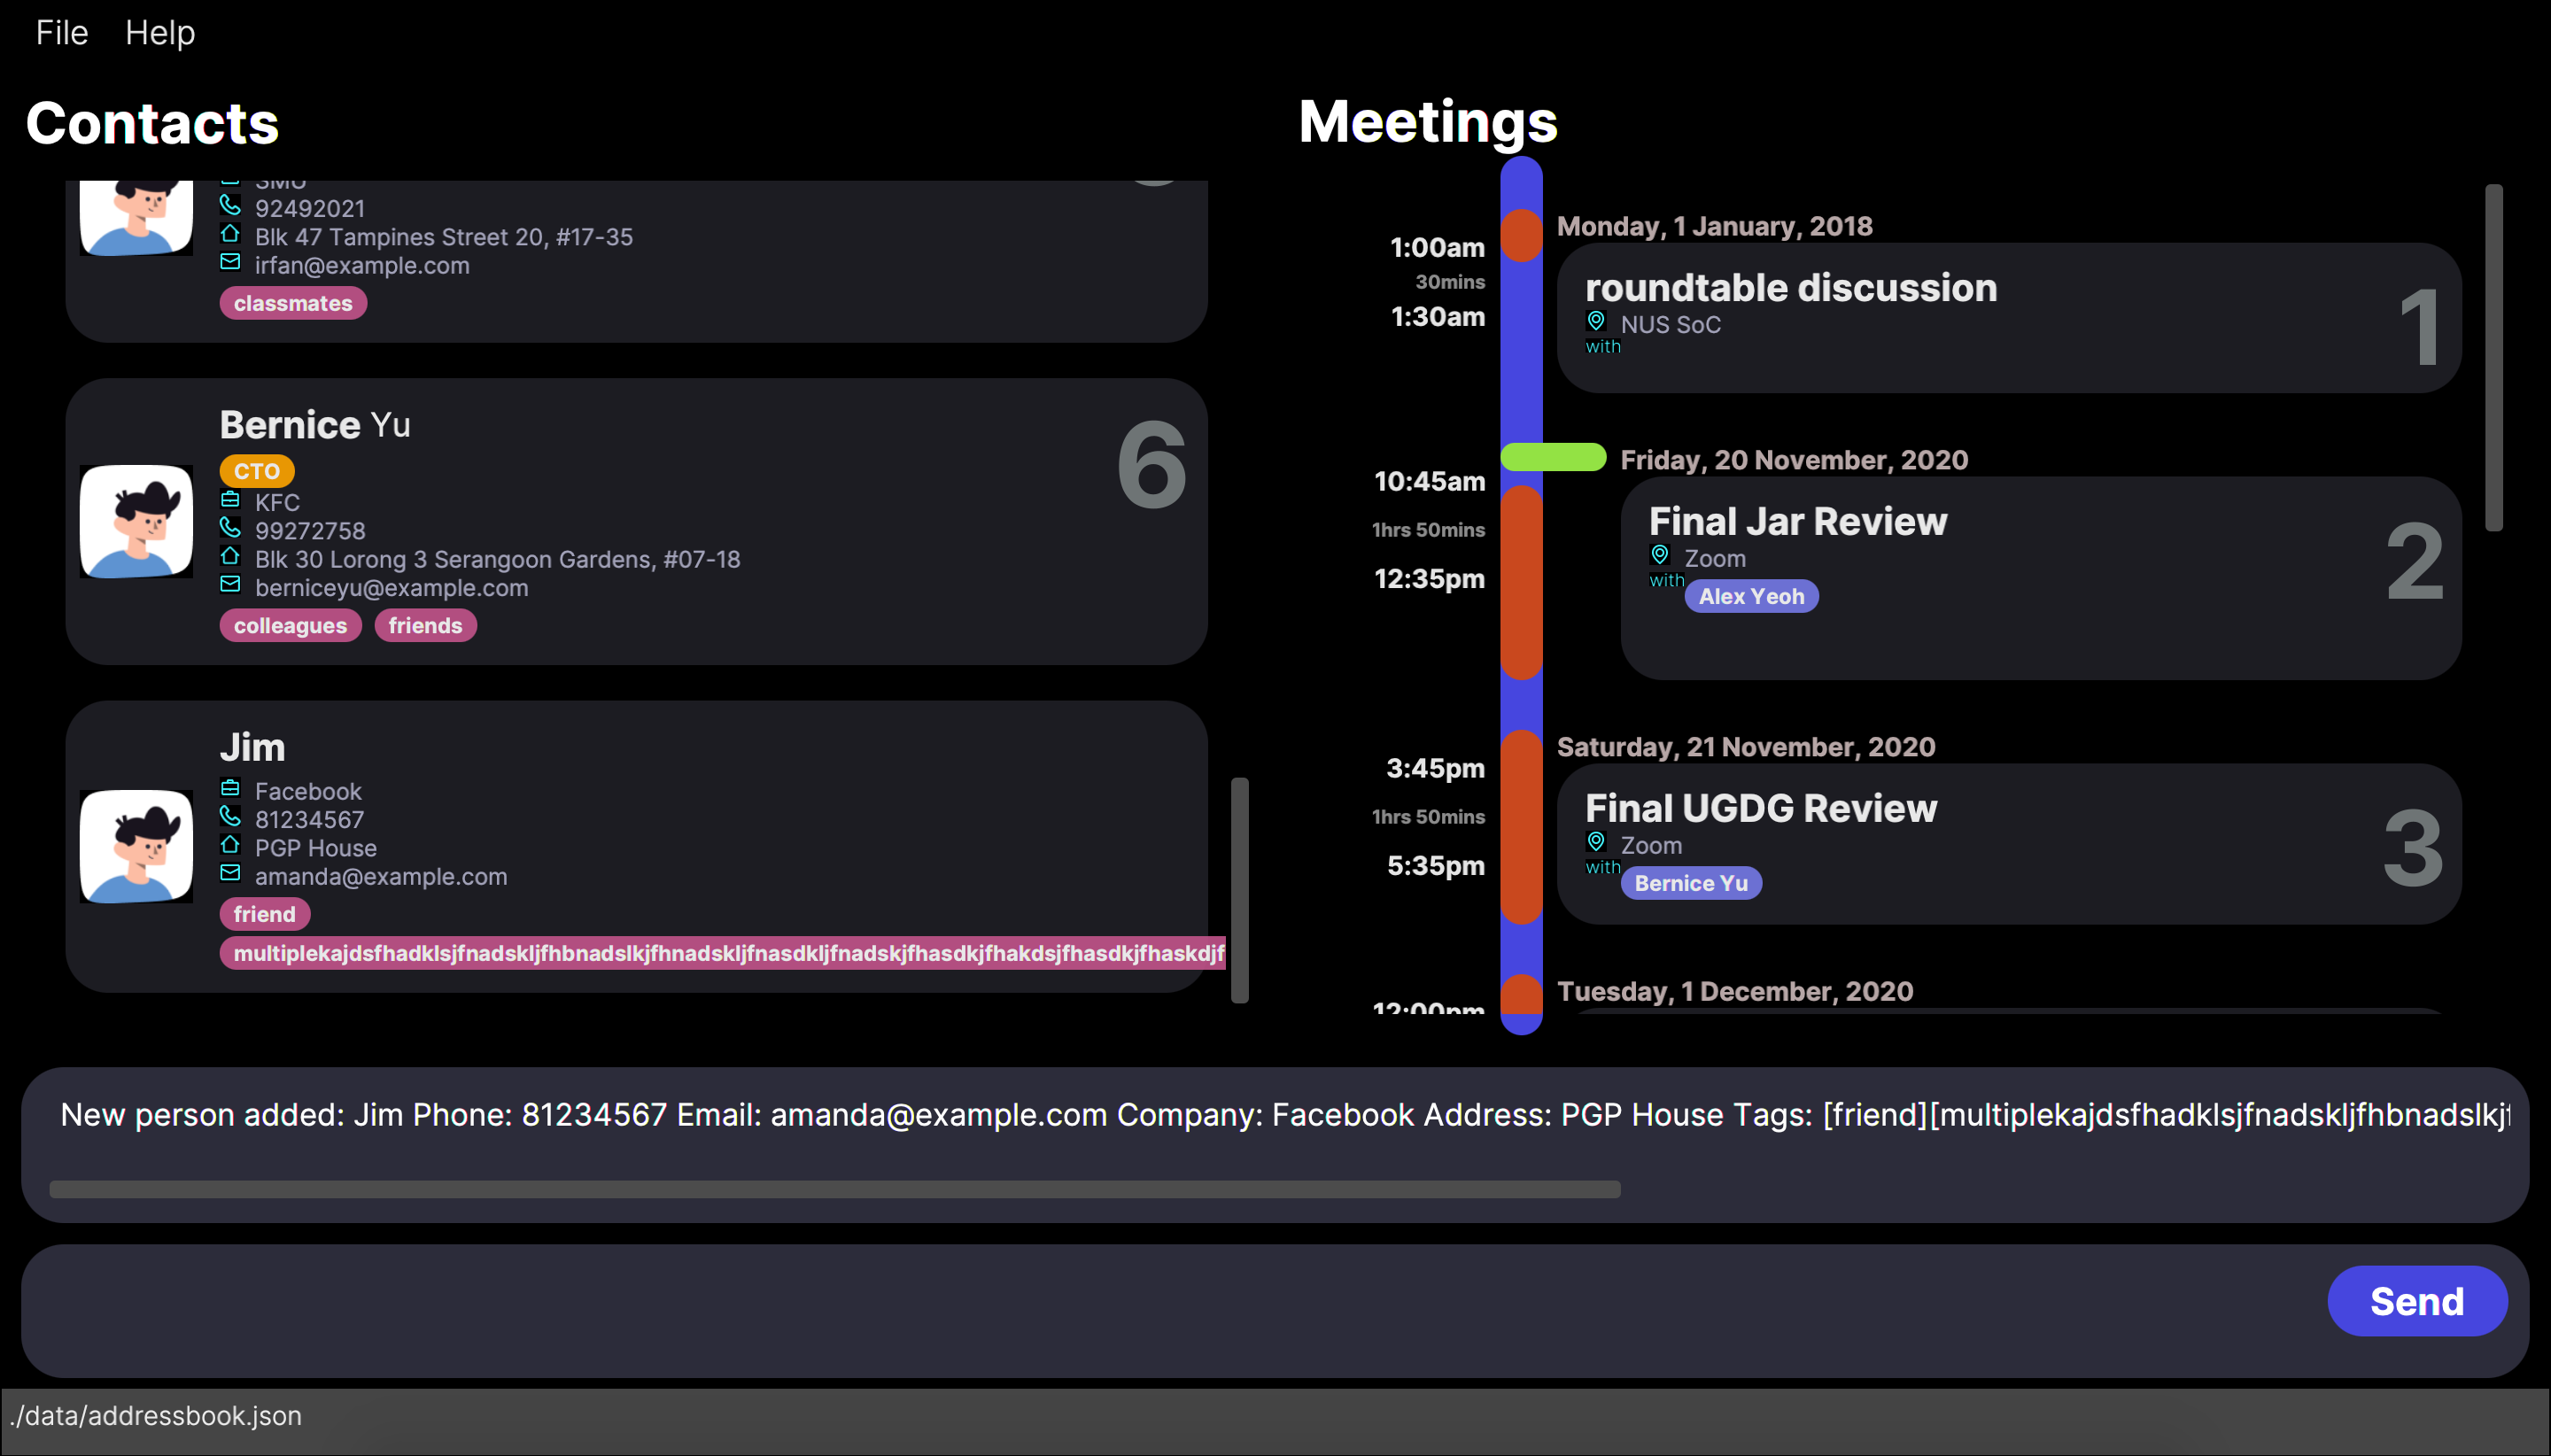 File Help
Contacts
SMU
92492021
Blk 47 Tampines Street 20, #17-35
irfan@example.com
classmates
Bernice Yu
6
CTO
KFC
99272758
Blk 30 Lorong 3 Serangoon Gardens, #07-18
berniceyu@example.com
colleagues friends
Jim
Facebook
81234567
PGP House
amanda@example.com
friend
multiplekajdsfhadklsjfnadskljfhbnadslkjfhnadskljfnasdkljfnadskjfhasdkjfhakdsjfhasdkjfhaskdjf
Meetings
Monday, 1 January, 2018
1:00am
30mins
1:30am
roundtable discussion
NUS SoC
with
1
Friday, 20 November, 2020
10:45am
1hrs 50mins
12:35pm
Final Jar Review
Zoom
with Alex Yeoh
2
Saturday, 21 November, 2020
3:45pm
1hrs 50mins
5:35pm
Final UGDG Review
Zoom
with Bernice Yu
3
Tuesday, 1 December, 2020
12:00pm
New person added: Jim Phone: 81234567 Email: amanda@example.com Company: Facebook Address: PGP House Tags: [friend][multiplekajdsfhadklsjfnadskljfhbnadslkj
Send
./data/addressbook.json